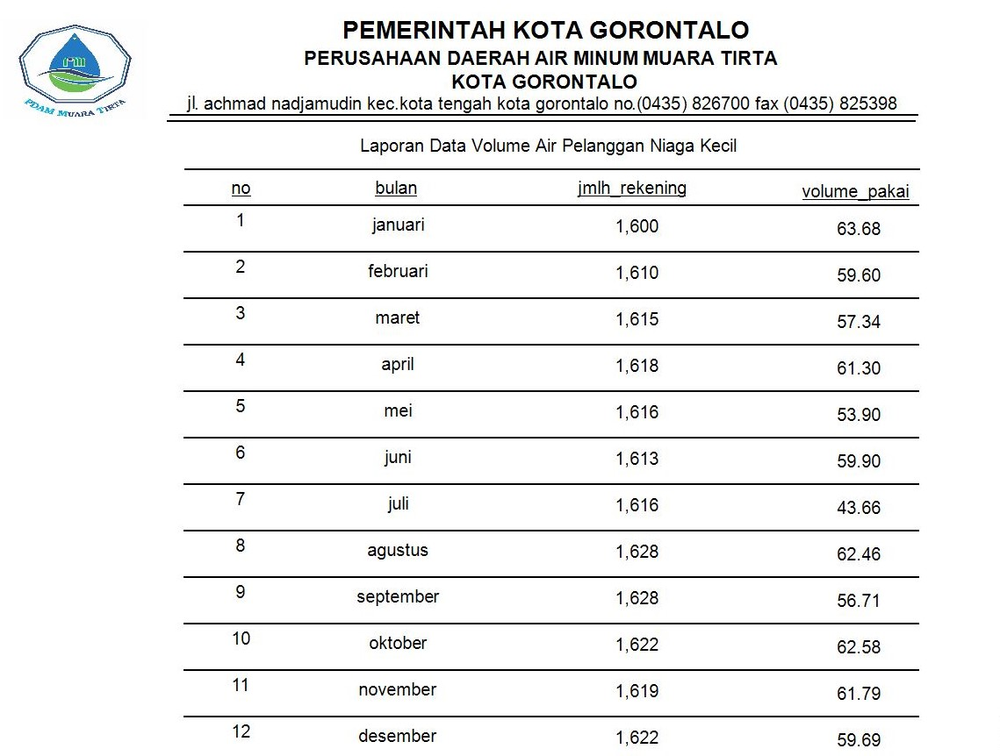 PDAM MUARA TIRTA
PEMERINTAH KOTA GORONTALO
PERUSAHAAN DAERAH AIR MINUM MUARA TIRTA
KOTA GORONTALO
jl. achmad nadjamudin kec.kota tengah kota gorontalo no.(0435) 826700 fax (0435) 825398
Laporan Data Volume Air Pelanggan Niaga Kecil
no bulan jmlh_rekening volume_pakai
1 januari 1,600 63.68
2 februari 1,610 59.60
3 maret 1,615 57.34
4 april 1,618 61.30
5 mei 1,616 53.90
6 juni 1,613 59.90
7 juli 1,616 43.66
8 agustus 1,628 62.46
9 september 1,628 56.71
10 oktober 1,622 62.58
11 november 1,619 61.79
12 desember 1,622 59.69